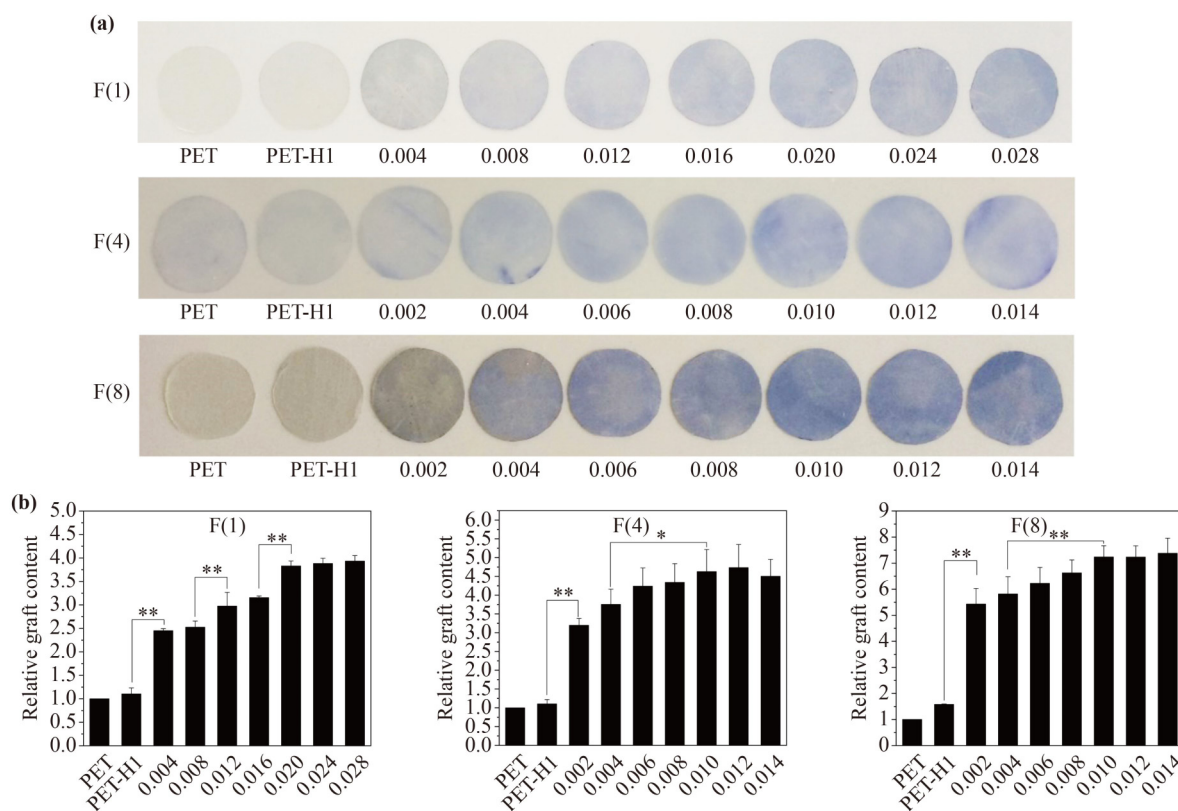 (a)
F(1)
PET PET-H1 0.004 0.008 0.012 0.016 0.020 0.024 0.028
F(4)
PET PET-H1 0.002 0.004 0.006 0.008 0.010 0.012 0.014
F(8)
PET PET-H1 0.002 0.004 0.006 0.008 0.010 0.012 0.014
(b)
Relative graft content
5.0
4.5
4.0
3.5
3.0
2.5
2.0
1.5
1.0
0.5
0.0
F(1)
**
**
**
PET PET-H1 0.004 0.008 0.012 0.016 0.020 0.024 0.028
Relative graft content
6.0
5.5
5.0
4.5
4.0
3.5
3.0
2.5
2.0
1.5
1.0
0.5
0.0
F(4)
*
**
PET PET-H1 0.002 0.004 0.006 0.008 0.010 0.012 0.014
Relative graft content
9
8
7
6
5
4
3
2
1
0
F(8)
**
**
PET PET-H1 0.002 0.004 0.006 0.008 0.010 0.012 0.014